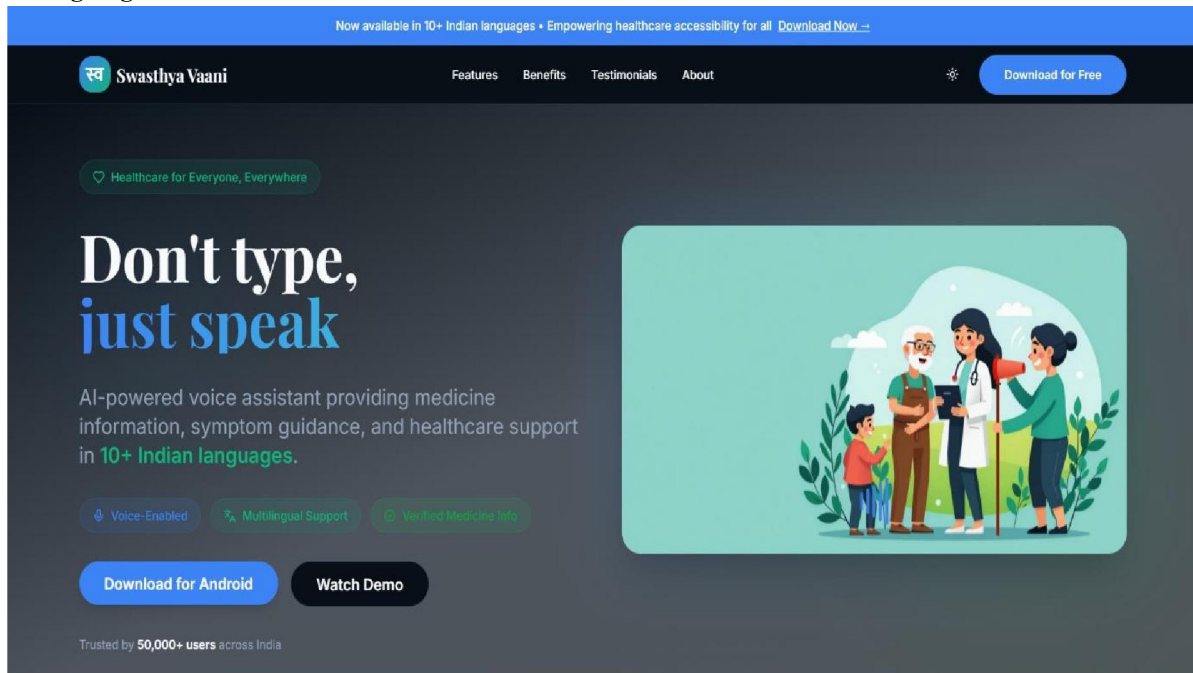 Now available in 10+ Indian languages • Empowering healthcare accessibility for all Download Now →
स्व Swasthya Vaani
Features Benefits Testimonials About
Download for Free
Healthcare for Everyone, Everywhere
Don't type,
just speak
AI-powered voice assistant providing medicine
information, symptom guidance, and healthcare support
in 10+ Indian languages.
Voice-Enabled Multilingual Support Verified Medicine Info
Download for Android Watch Demo
Trusted by 50,000+ users across India